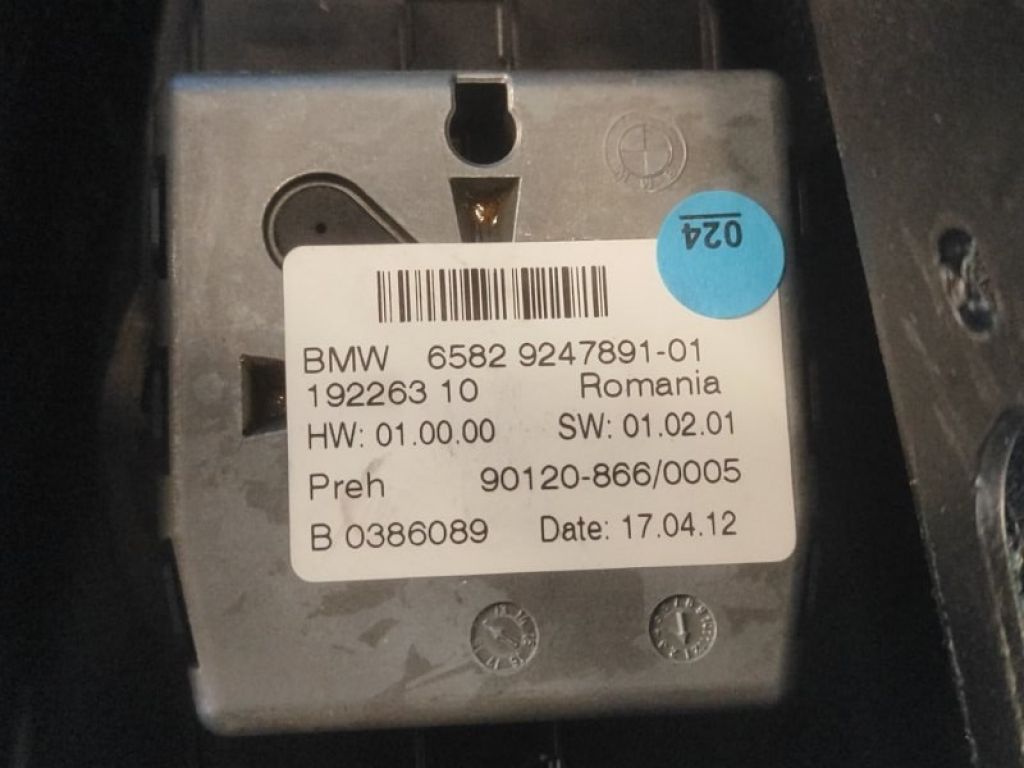 024
BMW 6582 9247891-01
192263 10 Romania
HW: 01.00.00 SW: 01.02.01
Preh 90120-866/0005
B 0386089 Date: 17.04.12